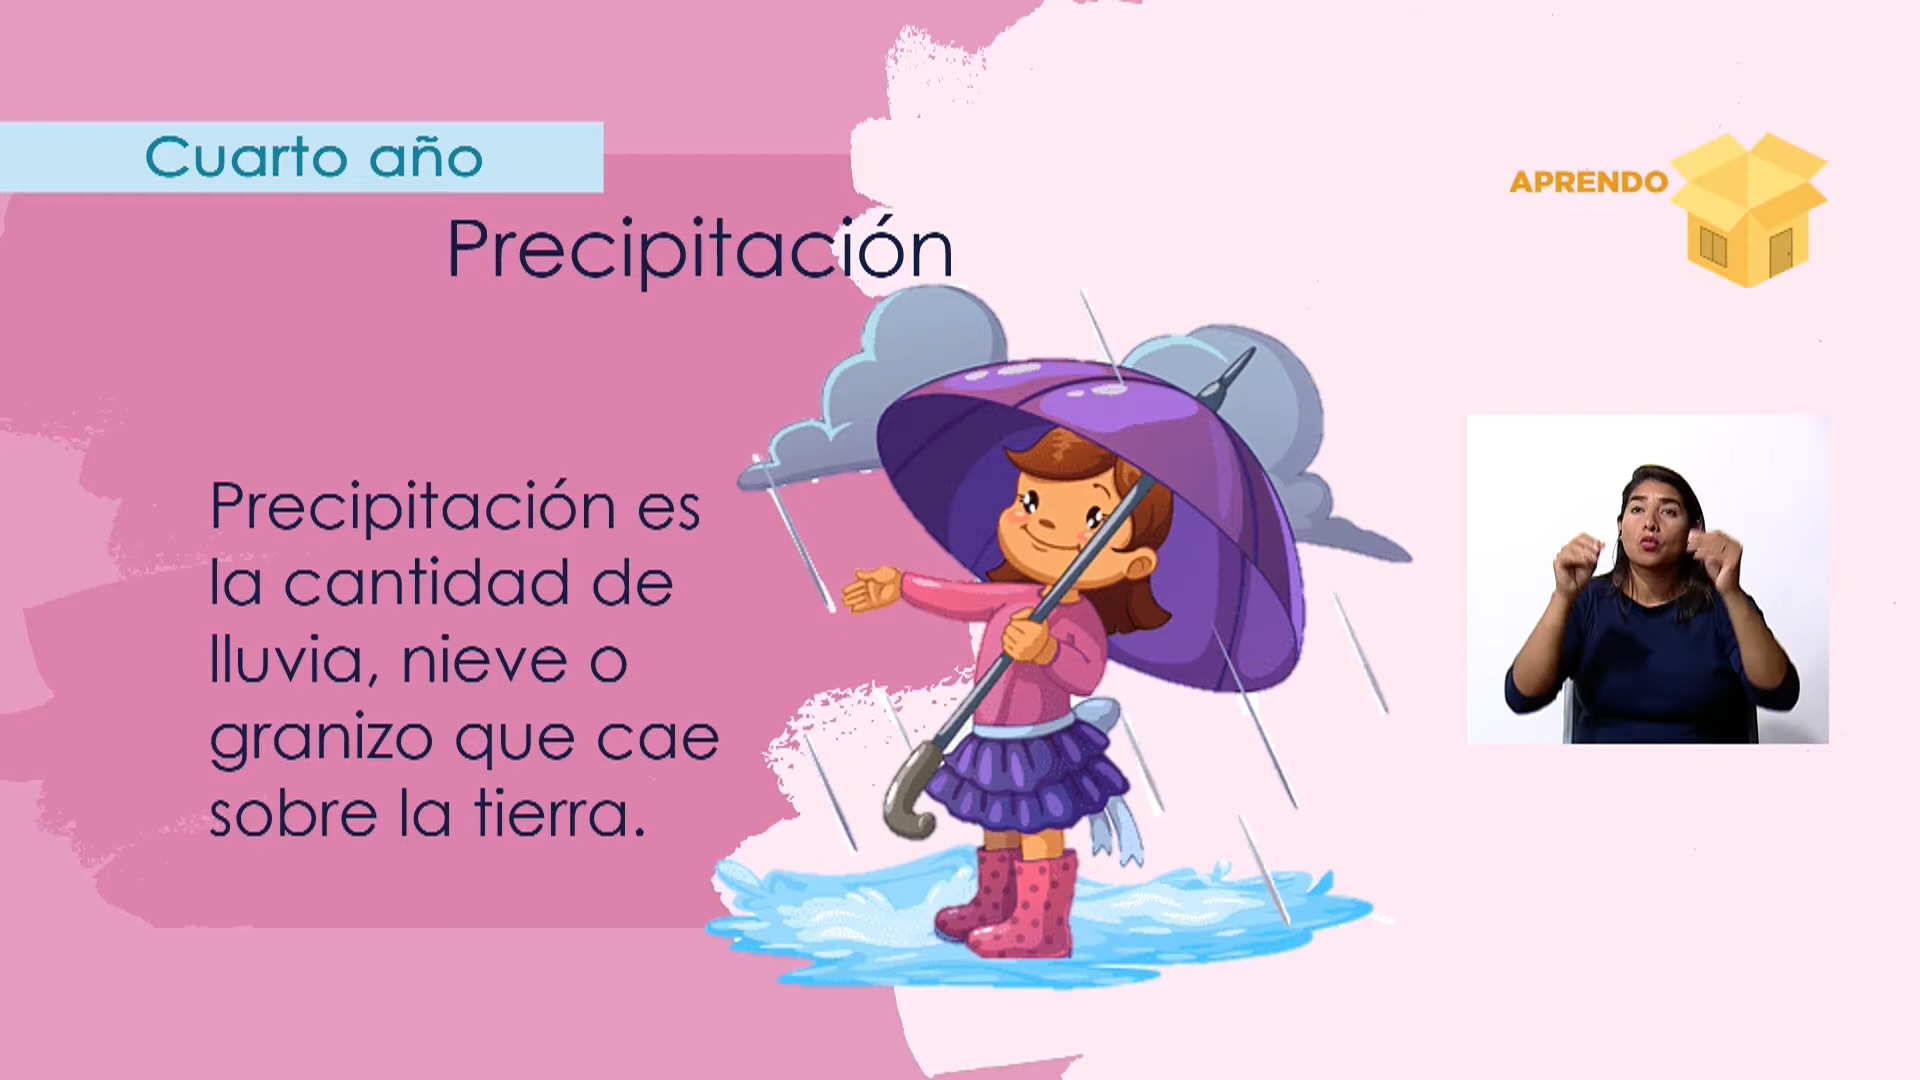 Cuarto año
APRENDO
Precipitación
Precipitación es
la cantidad de
lluvia, nieve o
granizo que cae
sobre la tierra.